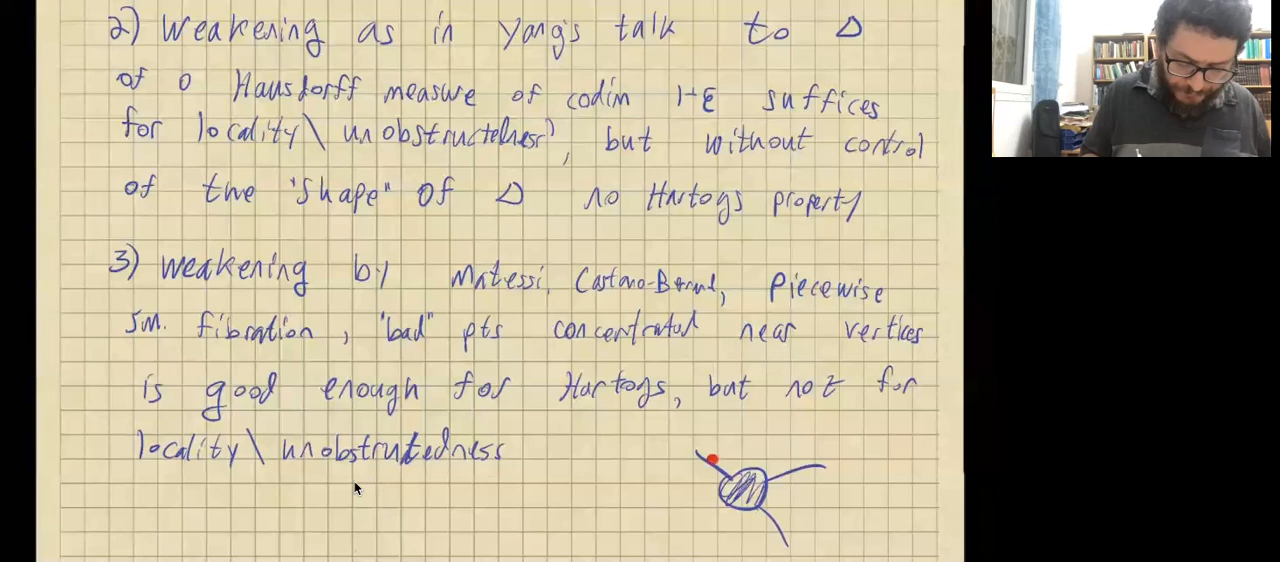 2) Weakening as in Yang's talk to Δ
of 0 Hausdorff measure of codim 1+ε suffices
for locality \ unobstructedness, but without control
of the "shape" of Δ no Hartogs property
3) Weakening by Matessi, Castano-Bernard, Piecewise
sm. fibration, "bad" pts concentrated near vertices
is good enough for Hartogs, but not for
locality \ unobstrutedness